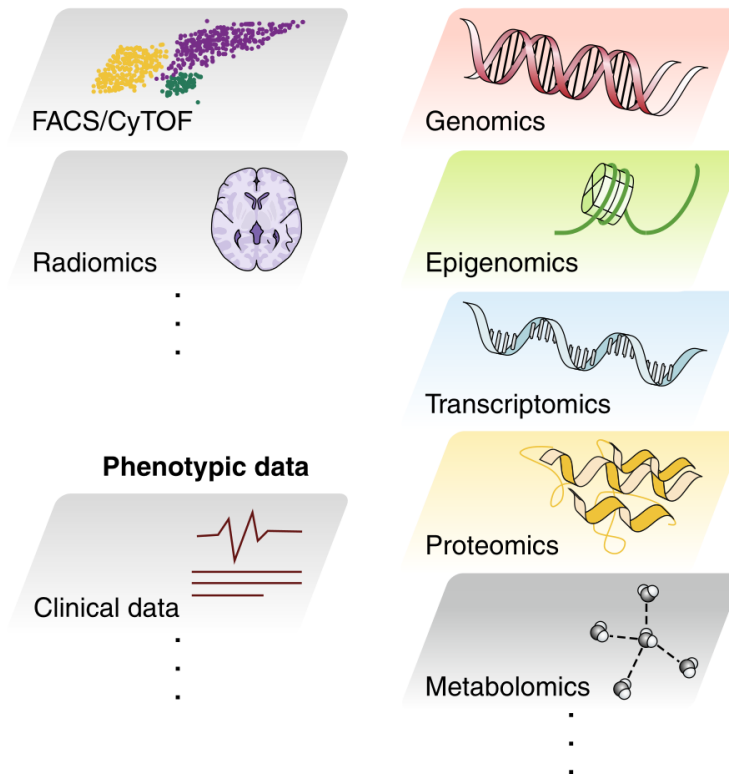 FACS/CyTOF
Radiomics
Phenotypic data
Clinical data
Genomics
Epigenomics
Transcriptomics
Proteomics
Metabolomics